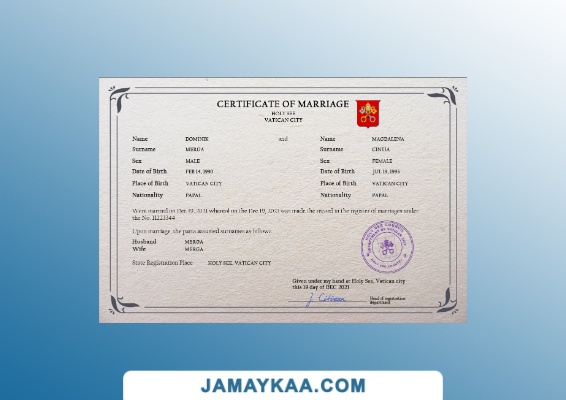 CERTIFICATE OF MARRIAGE
HOLY SEE
VATICAN CITY
Name DOMINIK and Name MAGDALENA
Surname MERGA Surname CINTIA
Sex MALE Sex FEMALE
Date of Birth FEB 14, 1990 Date of Birth JUL 14, 1995
Place of Birth VATICAN CITY Place of Birth VATICAN CITY
Nationality PAPAL Nationality PAPAL
Were married on Dec 19, 2021 whereof on the Dec 19, 2021 was made the record in the register of marriages under
the No. 11223344
Upon marriage, the parts assumed surnames as follows
Husband MERGA
Wife MERGA
State Registration Place HOLY SEE, VATICAN CITY
Given under my hand at Holy See, Vatican city
this 19 day of DEC 2021
Head of registration
department
JAMAYKAA.COM